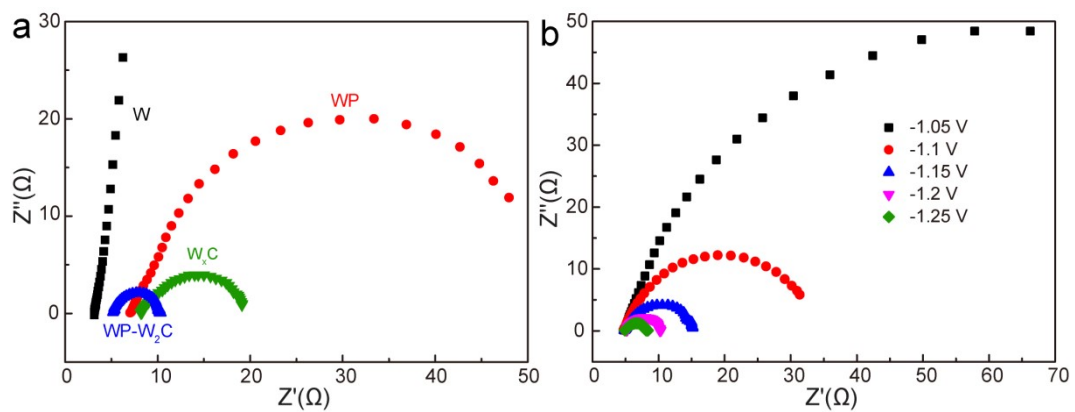 a
30
20
10
0
Z''(Ω)
W
WP
WₓC
WP-W₂C
0 10 20 30 40 50
Z'(Ω)
b
50
40
30
20
10
0
Z''(Ω)
-1.05 V
-1.1 V
-1.15 V
-1.2 V
-1.25 V
0 10 20 30 40 50 60 70
Z'(Ω)